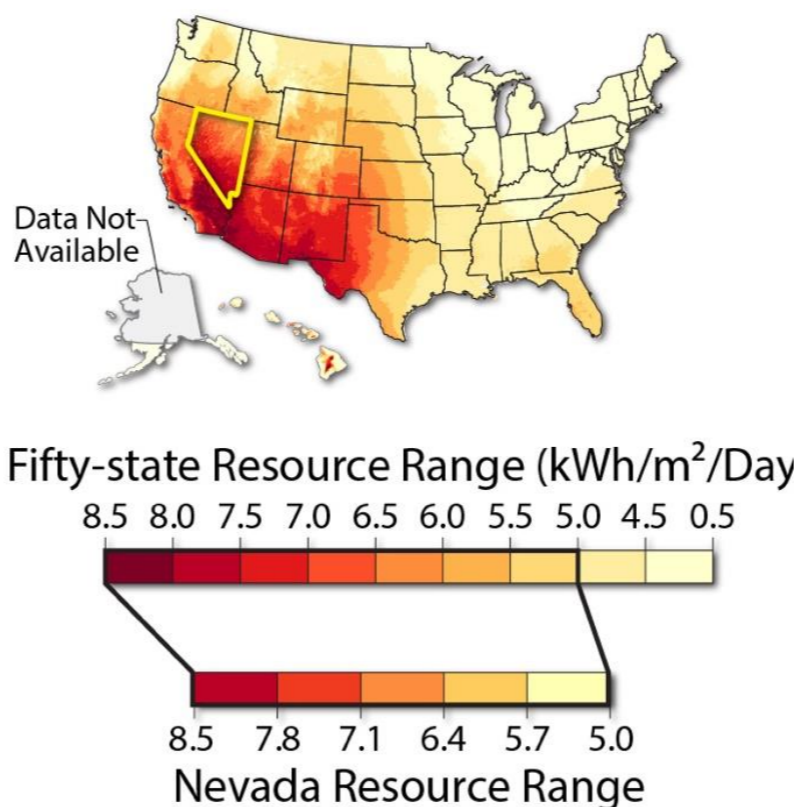 Data Not
Available
Fifty-state Resource Range (kWh/m²/Day
8.5 8.0 7.5 7.0 6.5 6.0 5.5 5.0 4.5 0.5
8.5 7.8 7.1 6.4 5.7 5.0
Nevada Resource Range